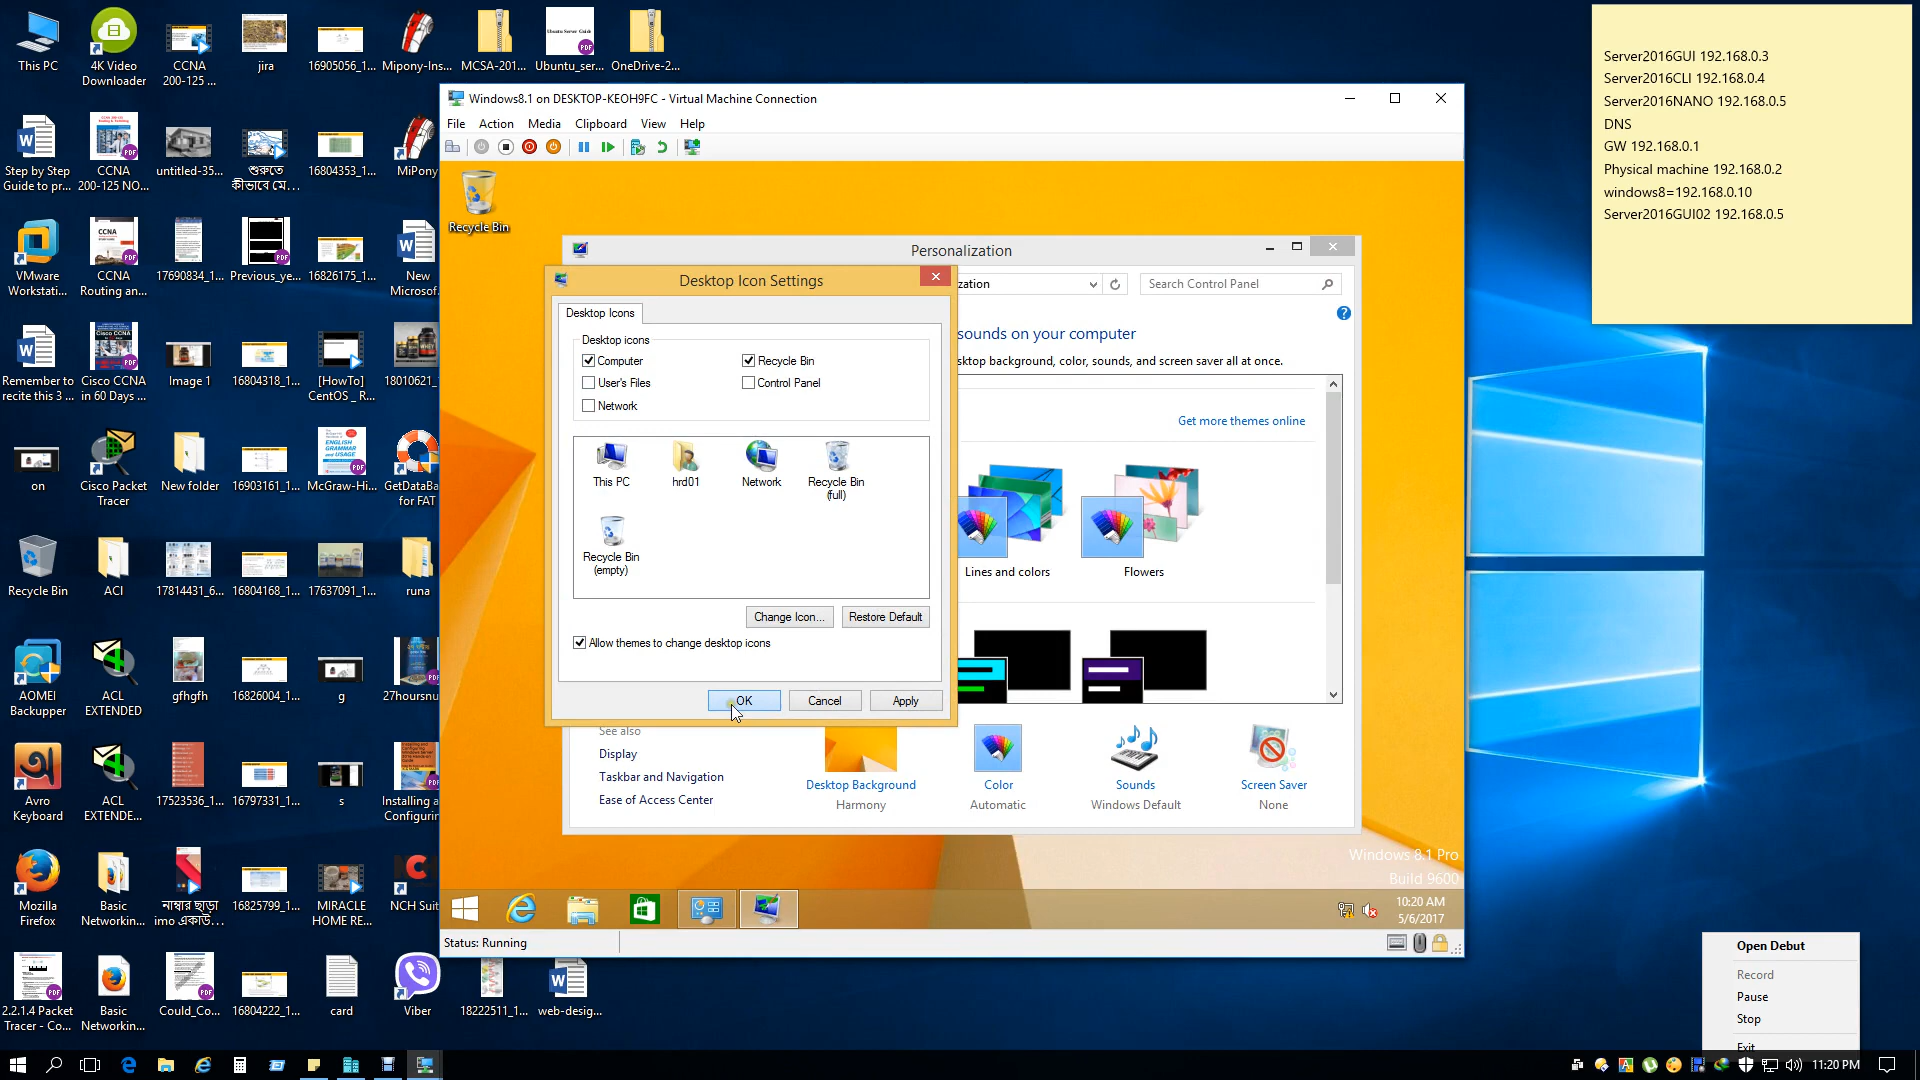 This PC
4K Video
Downloader
CCNA
200-125 ...
jira
16905056_1...
Mipony-Ins...
MCSA-201...
Ubuntu Server Guide
Ubuntu_ser...
OneDrive-2...
Step by Step
Guide to pr...
CCNA
200-125 NO...
untitled-35...
শুরুতে
কীভাবে মে...
16804353_1...
MiPony
VMware
Workstati...
CCNA
Routing an...
17690834_1...
Previous_ye...
16826175_1...
New
Microsof...
Remember to
recite this 3 ...
Cisco CCNA
in 60 Days ...
Image 1
16804318_1...
[HowTo]
CentOS _ R...
18010621_
on
Cisco Packet
Tracer
New folder
16903161_1...
McGraw-Hi...
GetDataBa
for FAT
Recycle Bin
ACI
17814431_6...
16804168_1...
17637091_1...
runa
AOMEI
Backupper
ACL
EXTENDED
gfhgfh
16826004_1...
g
27hoursnu
Avro
Keyboard
ACL
EXTENDE...
17523536_1...
16797331_1...
s
Installing a
Configurin
Mozilla
Firefox
Basic
Networkin...
নাম্বার ছাড়া
imo একাউ...
16825799_1...
MIRACLE
HOME RE...
NCH Suit
2.2.1.4 Packet
Tracer - Co...
Basic
Networkin...
Could_Co...
16804222_1...
card
Viber
18222511_1...
web-desig...
Windows8.1 on DESKTOP-KEOH9FC - Virtual Machine Connection
File Action Media Clipboard View Help
Recycle Bin
Personalization
zation
Search Control Panel
sounds on your computer
sktop background, color, sounds, and screen saver all at once.
Get more themes online
Lines and colors
Flowers
Desktop Icon Settings
Desktop Icons
Desktop icons
Computer
Recycle Bin
User's Files
Control Panel
Network
This PC
hrd01
Network
Recycle Bin
(full)
Recycle Bin
(empty)
Change Icon...
Restore Default
Allow themes to change desktop icons
OK
Cancel
Apply
See also
Display
Taskbar and Navigation
Ease of Access Center
Desktop Background
Harmony
Color
Automatic
Sounds
Windows Default
Screen Saver
None
Windows 8.1 Pro
Build 9600
10:20 AM
5/6/2017
Status: Running
Server2016GUI 192.168.0.3
Server2016CLI 192.168.0.4
Server2016NANO 192.168.0.5
DNS
GW 192.168.0.1
Physical machine 192.168.0.2
windows8=192.168.0.10
Server2016GUI02 192.168.0.5
Open Debut
Record
Pause
Stop
Exit
11:20 PM